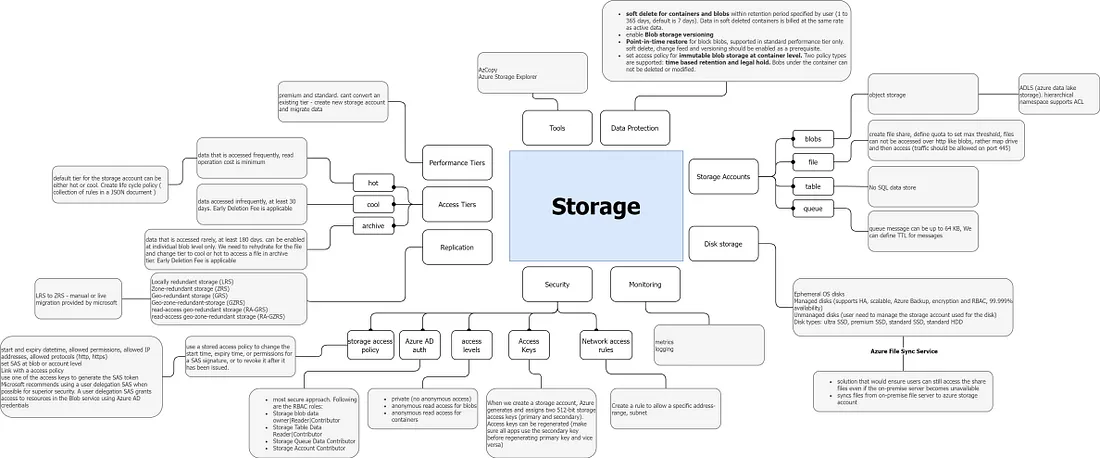 soft delete for containers and blobs within retention period specified by user (1 to
365 days, default is 7 days). Data in soft deleted containers is billed at the same rate
as active data.
enable Blob storage versioning
Point-in-time restore for block blobs, supported in standard performance tier only.
soft delete, change feed and versioning should be enabled as a prerequisite.
set access policy for immutable blob storage at container level. Two policy types
are supported: time based retention and legal hold. Bobs under the container can
not be deleted or modified.
AzCopy
Azure Storage Explorer
Tools
Data Protection
premium and standard. cant convert an
existing tier - create new storage account
and migrate data
Performance Tiers
data that is accessed frequently, read
operation cost is minimum
default tier for the storage account can be
either hot or cool. Create life cycle policy (
collection of rules in a JSON document )
hot
cool
archive
Access Tiers
data accessed infrequently, at least 30
days. Early Deletion Fee is applicable
data that is accessed rarely, at least 180 days. can be enabled
at individual blob level only. We need to rehydrate for the file
and change tier to cool or hot to access a file in archive
tier. Early Deletion Fee is applicable
Replication
Locally redundant storage (LRS)
Zone-redundant storage (ZRS)
Geo-redundant storage (GRS)
Geo-zone-redundant storage (GZRS)
read-access geo-redundant storage (RA-GRS)
read-access geo-zone-redundant storage (RA-GZRS)
LRS to ZRS - manual or live
migration provided by microsoft
Storage
Storage Accounts
blobs
file
table
queue
object storage
ADLS (azure data lake
storage). hierarchical
namespace supports ACL
create file share, define quota to set max threshold, files
can not be accessed over http like blobs, rather map drive
and then access (traffic should be allowed on port 445)
No SQL data store
queue message can be up to 64 KB, We
can define TTL for messages
Disk storage
Ephemeral OS disks
Managed disks (supports HA, scalable, Azure Backup, encryption and RBAC, 99.999%
availability)
Unmanaged disks (user need to manage the storage account used for the disk)
Disk types: ultra SSD, premium SSD, standard SSD, standard HDD
Azure File Sync Service
solution that would ensure users can still access the share
files even if the on-premise server becomes unavailable
syncs files from on-premise file server to azure storage
account
Security
Monitoring
metrics
logging
storage access
policy
Azure AD
auth
access
levels
Access
Keys
Network access
rules
use a stored access policy to change the
start time, expiry time, or permissions for
a SAS signature, or to revoke it after it
has been issued.
start and expiry datetime, allowed permissions, allowed IP
addresses, allowed protocols (http, https)
set SAS at blob or account level
Link with a access policy
use one of the access keys to generate the SAS token
Microsoft recommends using a user delegation SAS when
possible for superior security. A user delegation SAS grants
access to resources in the Blob service using Azure AD
credentials
most secure approach. Following
are the RBAC roles:
Storage blob data
owner|Reader|Contributor
Storage Table Data
Reader|Contributor
Storage Queue Data Contributor
Storage Account Contributor
private (no anonymous access)
anonymous read access for blobs
anonymous read access for
containers
When we create a storage account, Azure
generates and assigns two 512-bit storage
access keys (primary and secondary).
Access keys can be regenerated (make
sure all apps use the secondary key
before regenerating primary key and vice
versa)
Create a rule to allow a specific address-
range, subnet